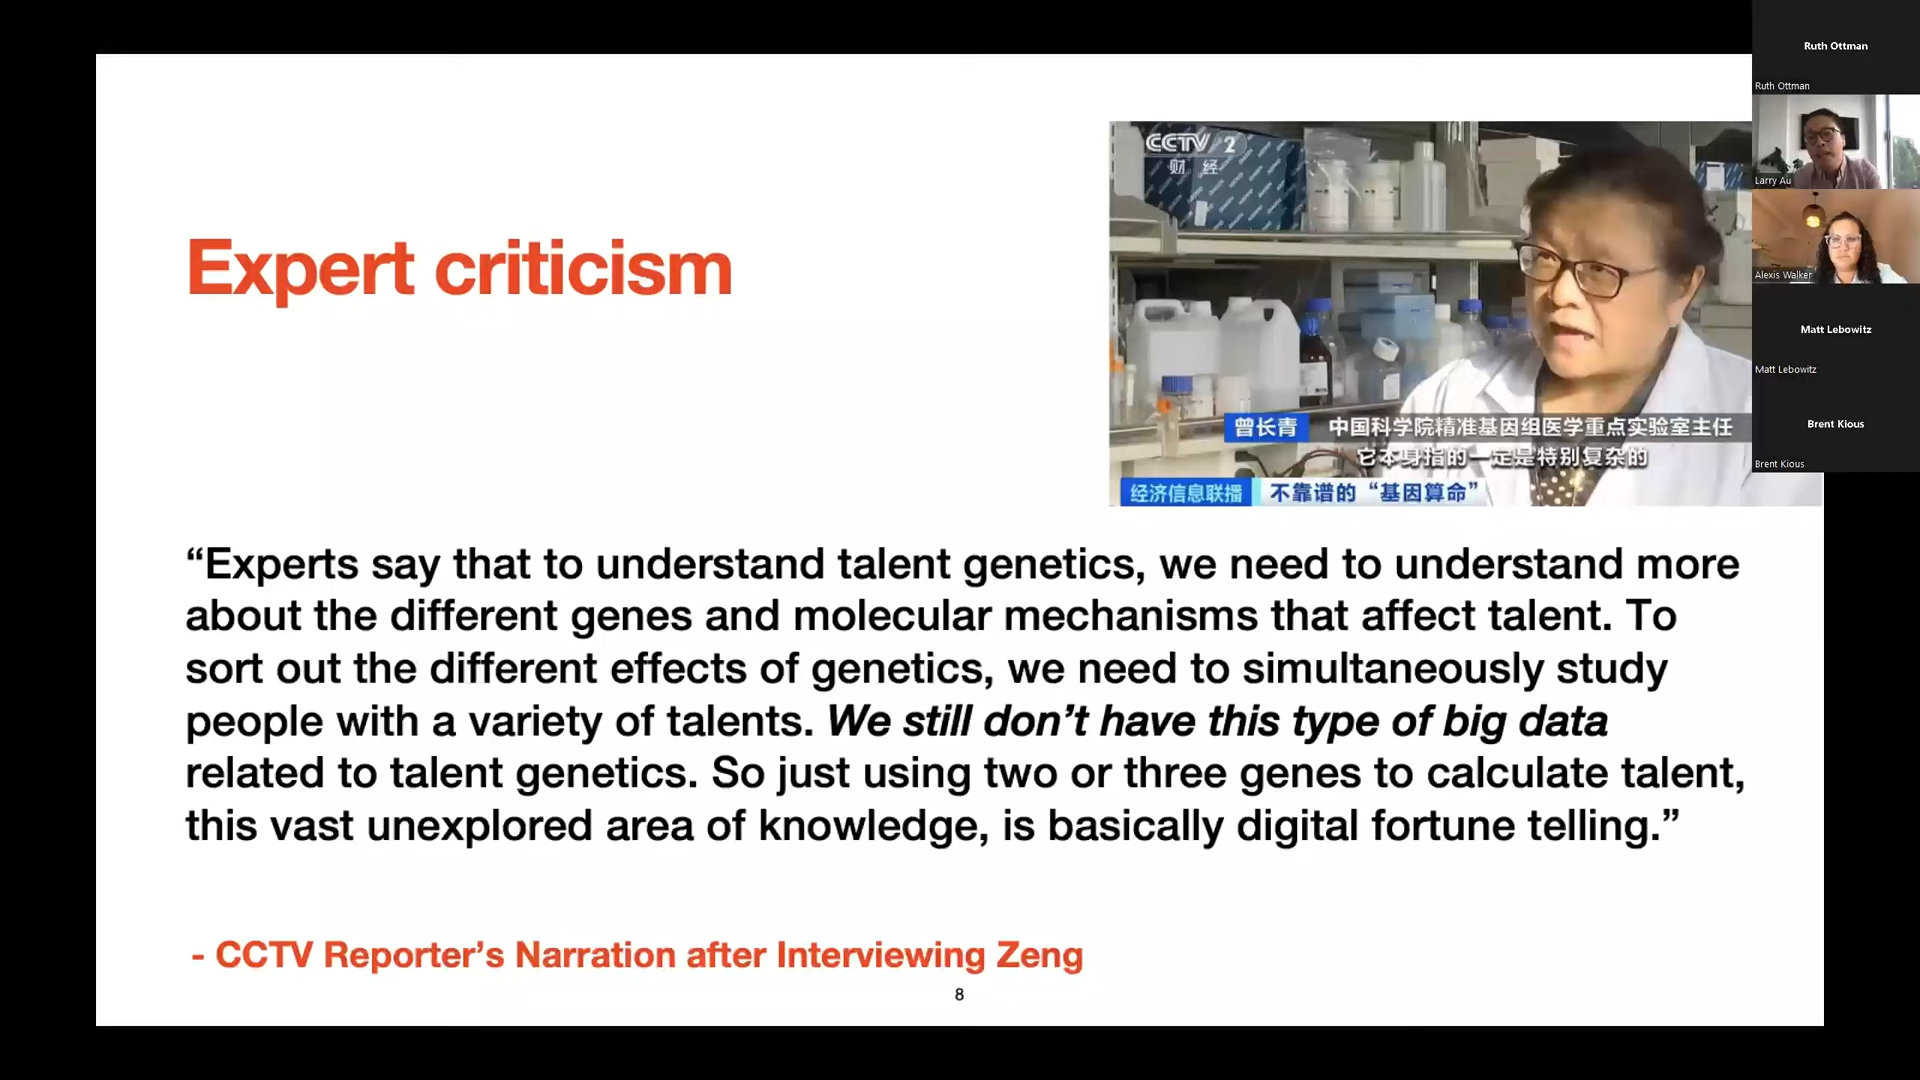 Expert criticism
CCTV 2
财 经
曾长青 中国科学院精准基因组医学重点实验室主任
它本身指的一定是特别复杂的
经济信息联播 不靠谱的“基因算命”
“Experts say that to understand talent genetics, we need to understand more
about the different genes and molecular mechanisms that affect talent. To
sort out the different effects of genetics, we need to simultaneously study
people with a variety of talents. We still don’t have this type of big data
related to talent genetics. So just using two or three genes to calculate talent,
this vast unexplored area of knowledge, is basically digital fortune telling.”
- CCTV Reporter’s Narration after Interviewing Zeng
8
Ruth Ottman
Ruth Ottman
Larry Au
Alexis Walker
Matt Lebowitz
Matt Lebowitz
Brent Kious
Brent Kious